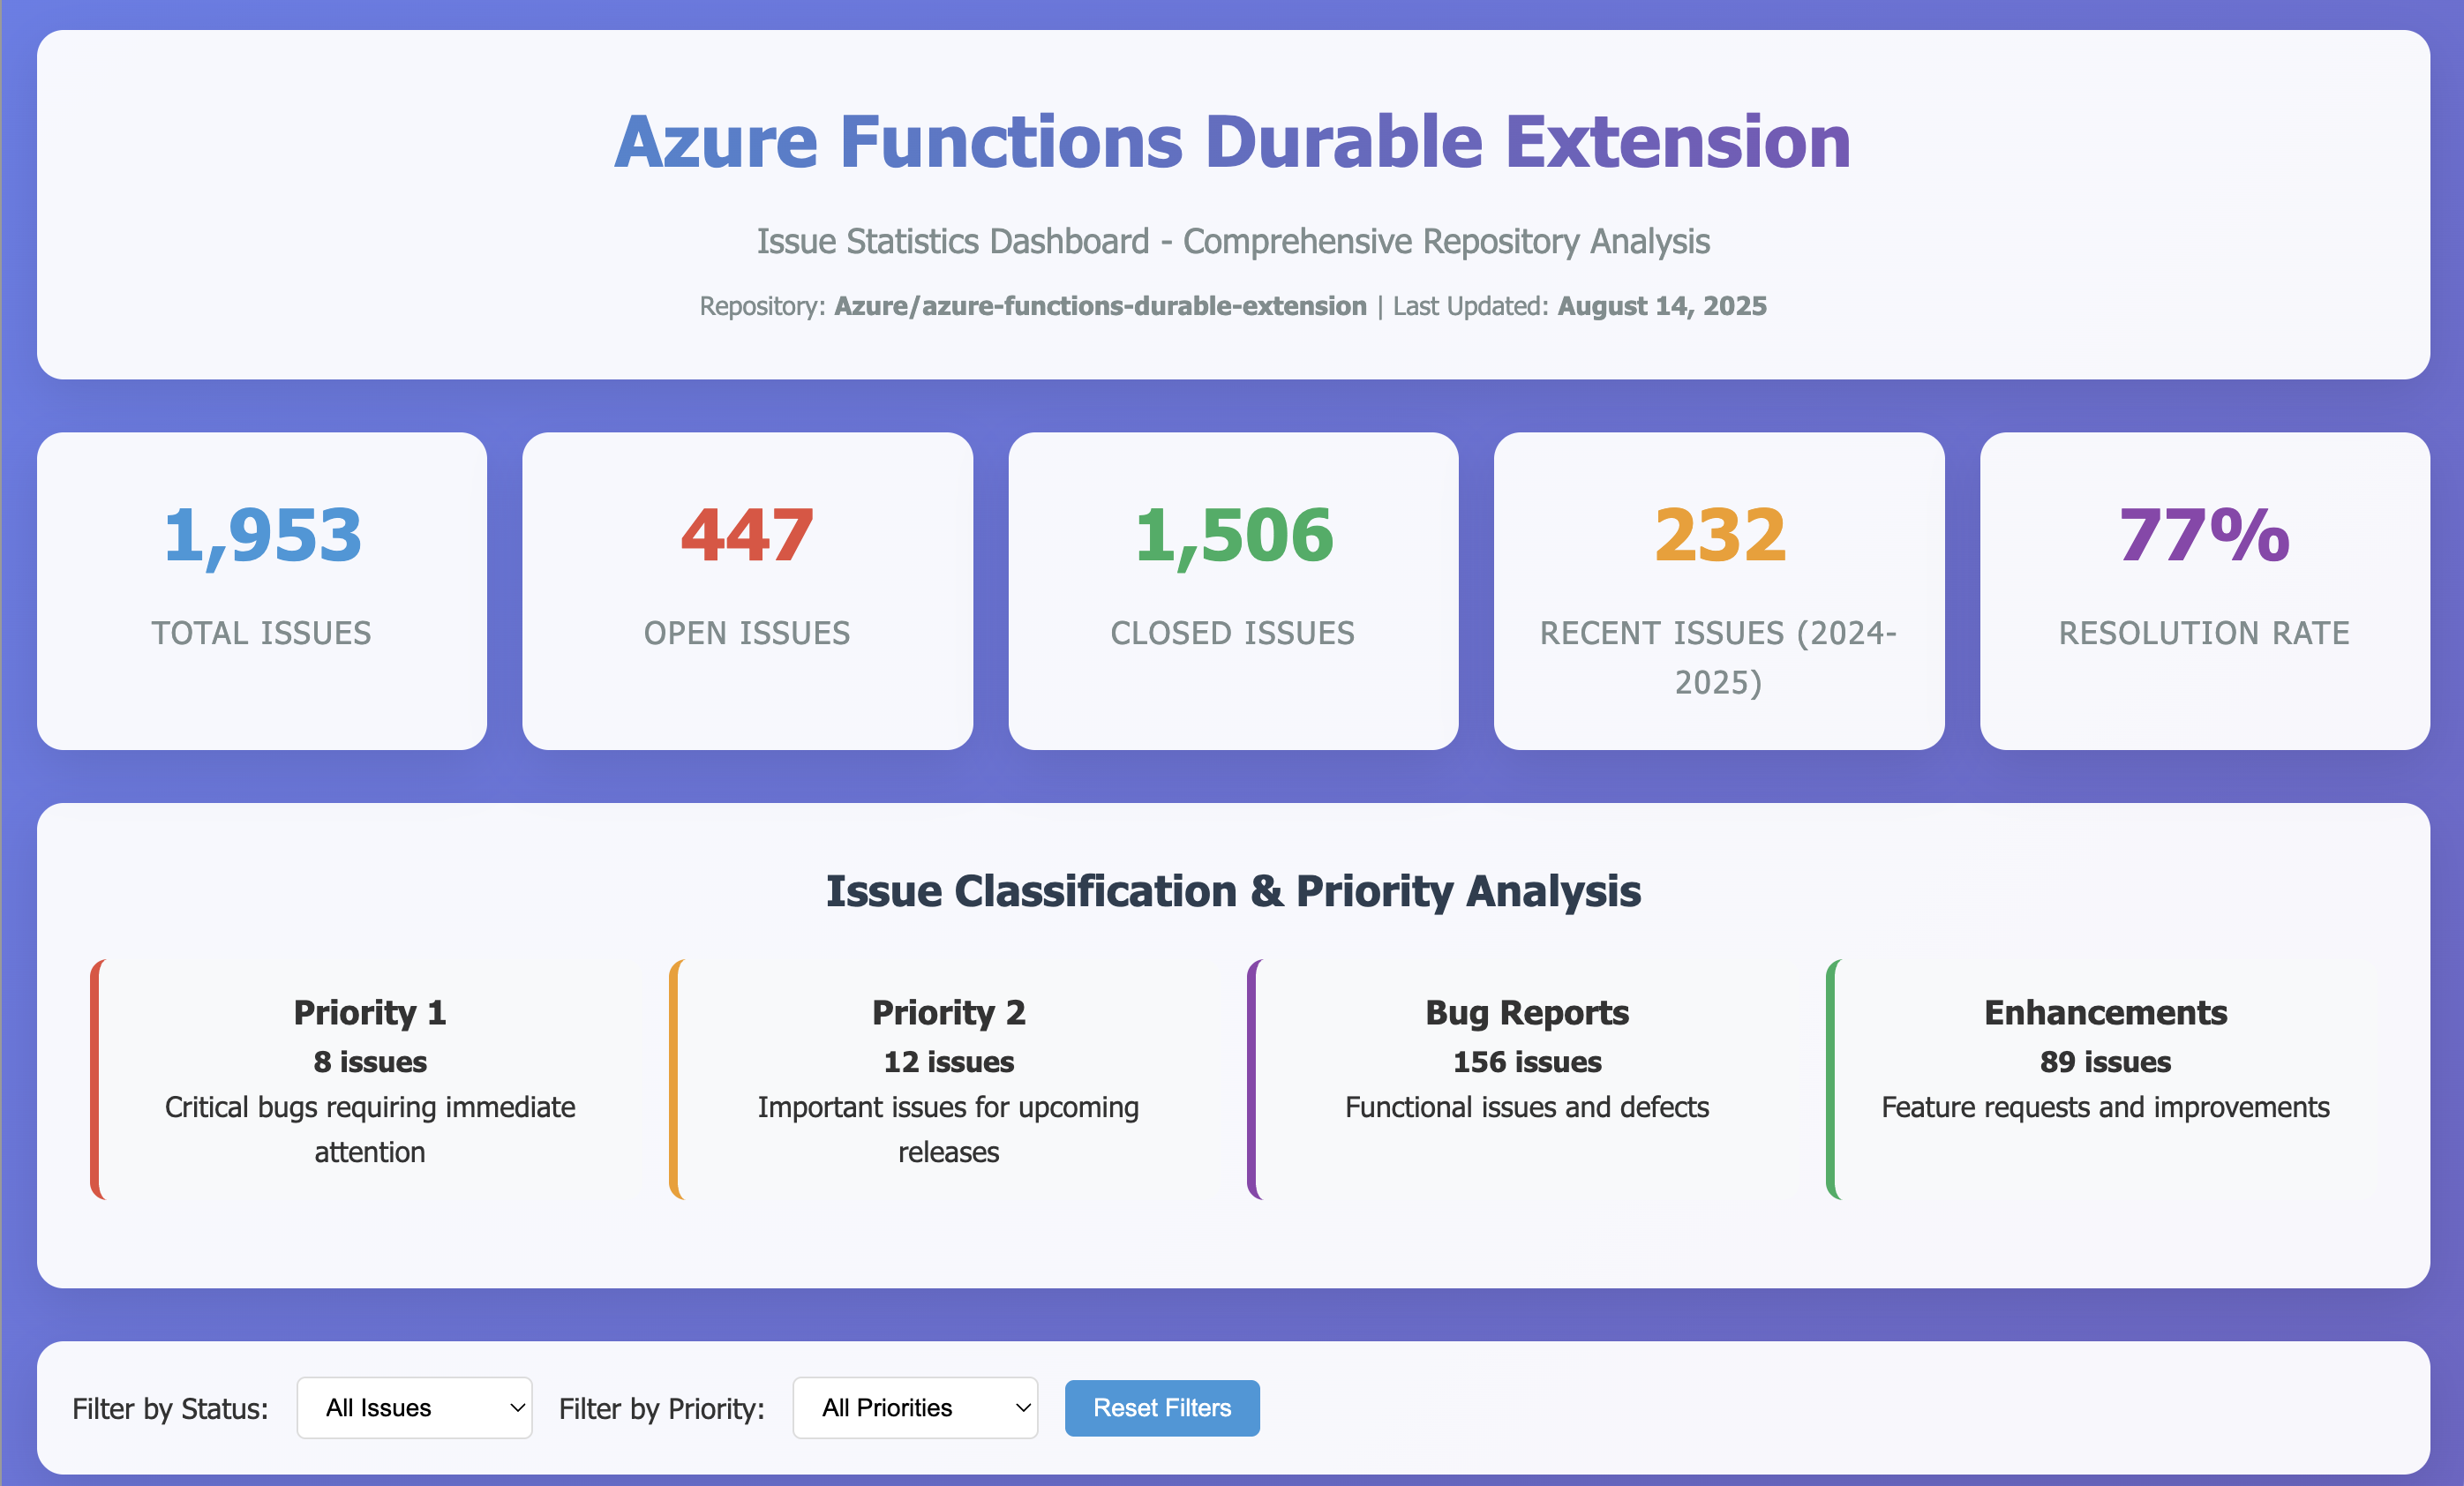 Azure Functions Durable Extension
Issue Statistics Dashboard - Comprehensive Repository Analysis
Repository: Azure/azure-functions-durable-extension | Last Updated: August 14, 2025
1,953
TOTAL ISSUES
447
OPEN ISSUES
1,506
CLOSED ISSUES
232
RECENT ISSUES (2024-
2025)
77%
RESOLUTION RATE
Issue Classification & Priority Analysis
Priority 1
8 issues
Critical bugs requiring immediate
attention
Priority 2
12 issues
Important issues for upcoming
releases
Bug Reports
156 issues
Functional issues and defects
Enhancements
89 issues
Feature requests and improvements
Filter by Status: All Issues Filter by Priority: All Priorities Reset Filters